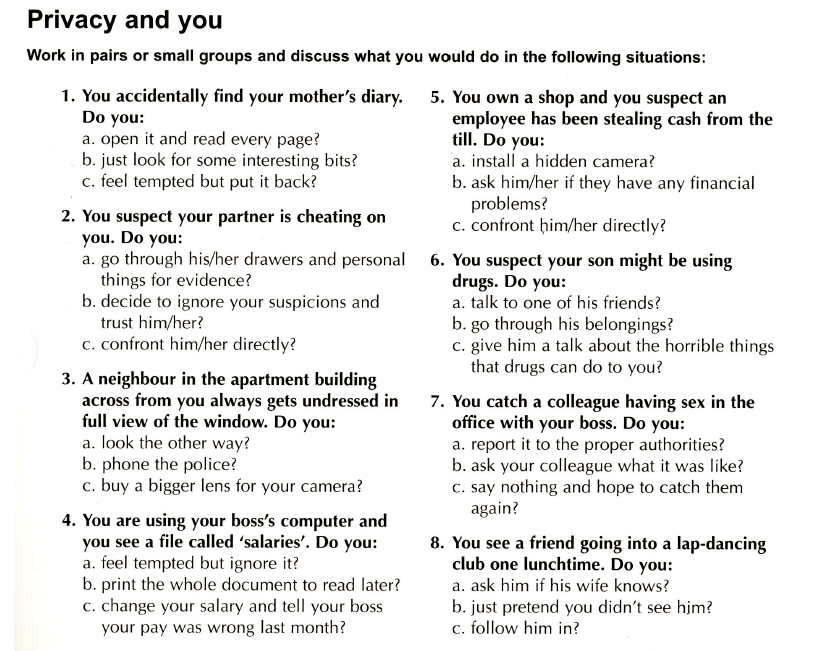 Privacy and you
Work in pairs or small groups and discuss what you would do in the following situations:
1. You accidentally find your mother's diary.
Do you:
a. open it and read every page?
b. just look for some interesting bits?
c. feel tempted but put it back?
2. You suspect your partner is cheating on
you. Do you:
a. go through his/her drawers and personal
things for evidence?
b. decide to ignore your suspicions and
trust him/her?
c. confront him/her directly?
3. A neighbour in the apartment building
across from you always gets undressed in
full view of the window. Do you:
a. look the other way?
b. phone the police?
c. buy a bigger lens for your camera?
4. You are using your boss's computer and
you see a file called 'salaries'. Do you:
a. feel tempted but ignore it?
b. print the whole document to read later?
c. change your salary and tell your boss
your pay was wrong last month?
5. You own a shop and you suspect an
employee has been stealing cash from the
till. Do you:
a. install a hidden camera?
b. ask him/her if they have any financial
problems?
c. confront him/her directly?
6. You suspect your son might be using
drugs. Do you:
a. talk to one of his friends?
b. go through his belongings?
c. give him a talk about the horrible things
that drugs can do to you?
7. You catch a colleague having sex in the
office with your boss. Do you:
a. report it to the proper authorities?
b. ask your colleague what it was like?
c. say nothing and hope to catch them
again?
8. You see a friend going into a lap-dancing
club one lunchtime. Do you:
a. ask him if his wife knows?
b. just pretend you didn't see him?
c. follow him in?